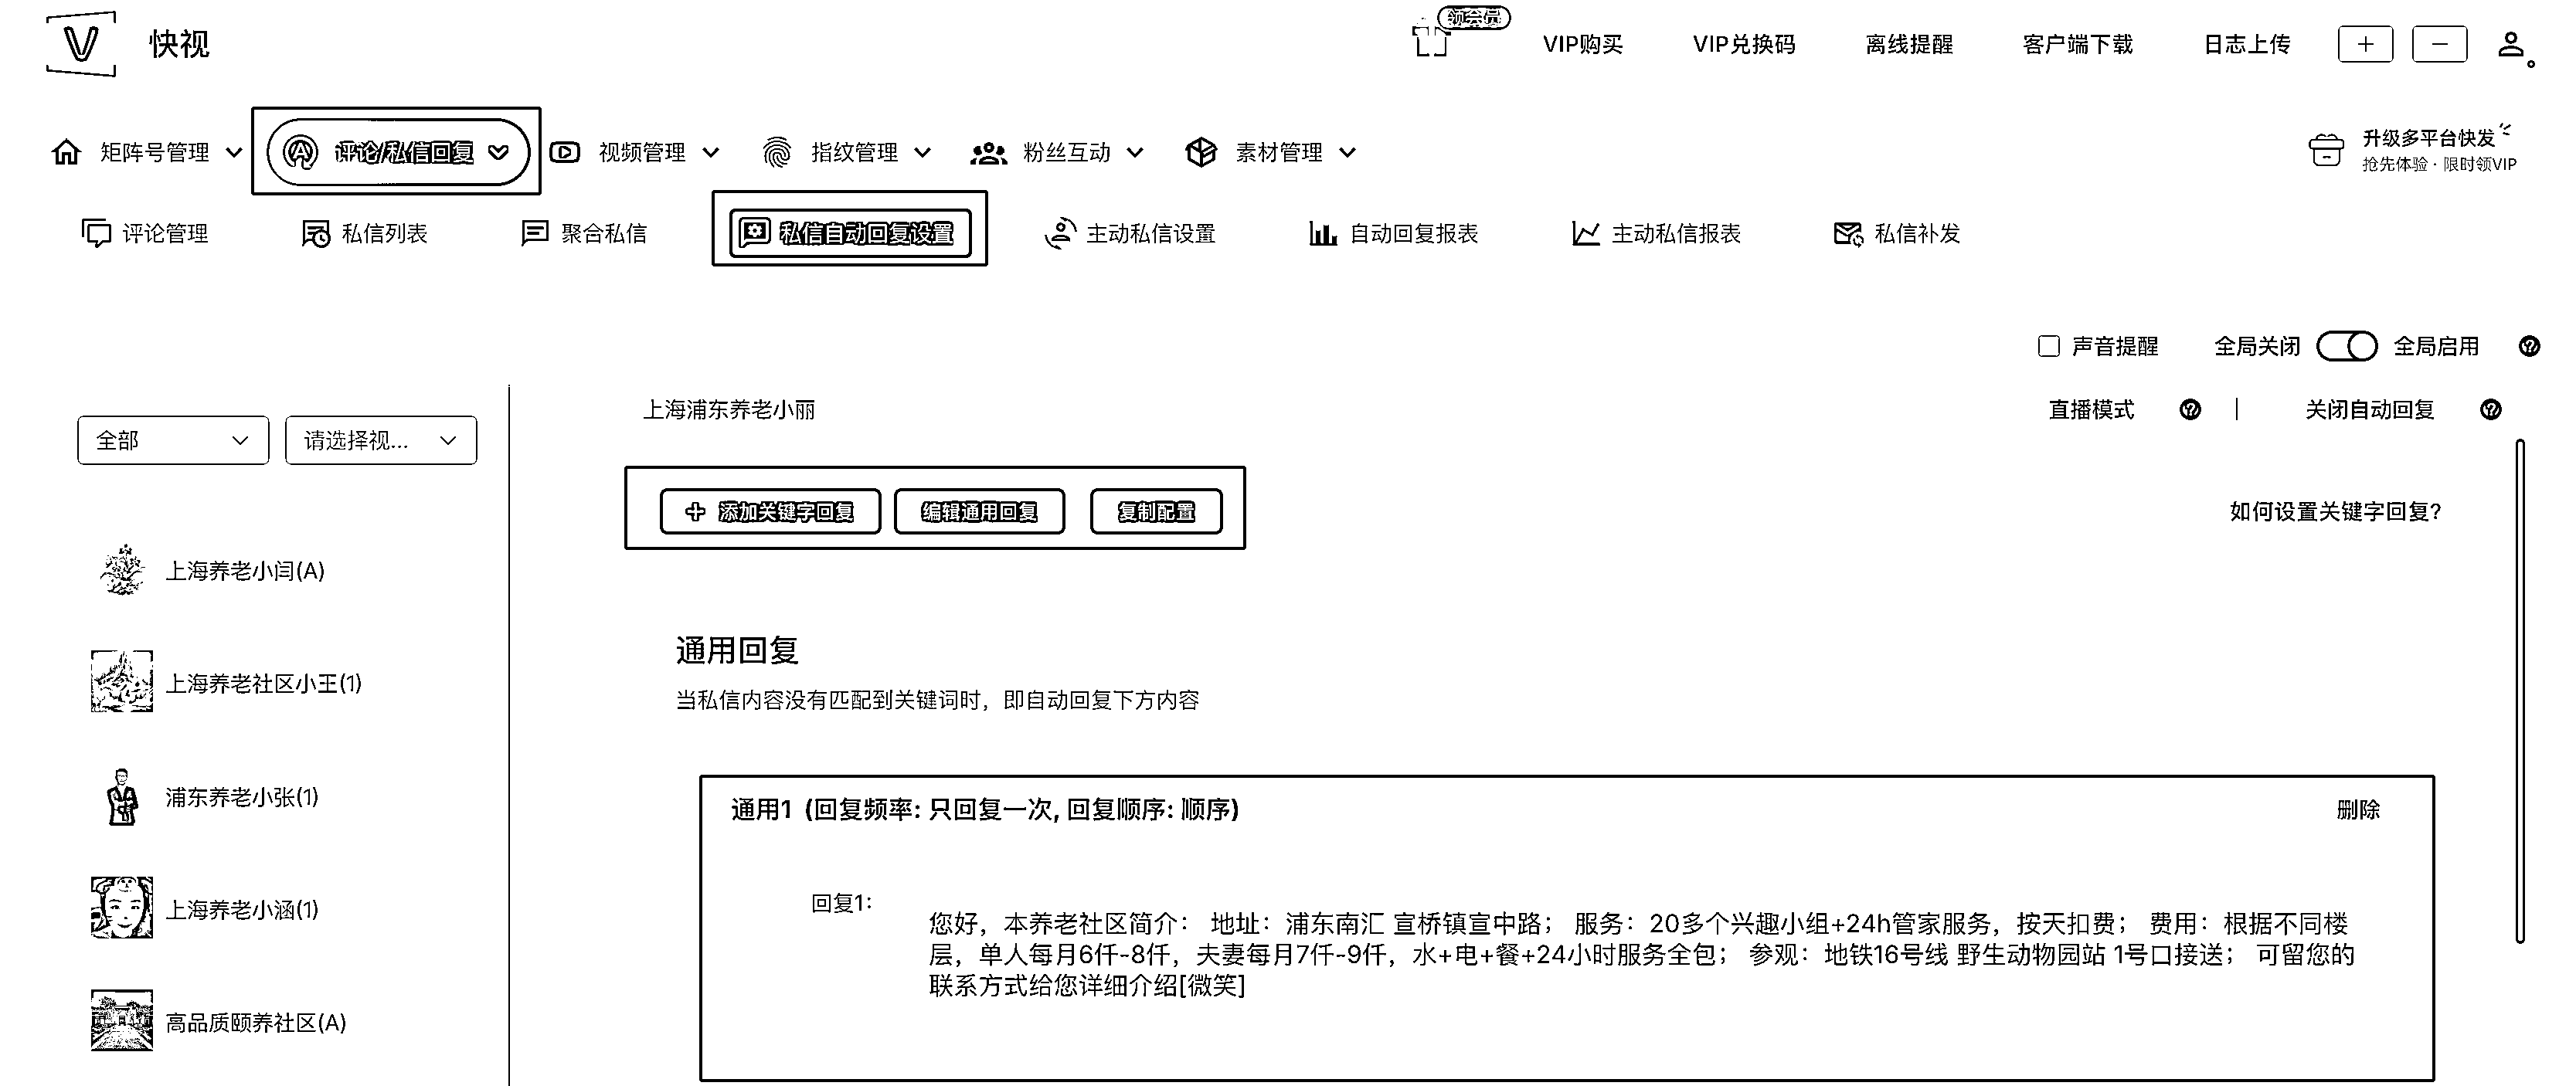 快视
领会员
VIP购买
VIP兑换码
离线提醒
客户端下载
日志上传
矩阵号管理
评论/私信回复
视频管理
指纹管理
粉丝互动
素材管理
升级多平台快发
抢先体验 · 限时领VIP
评论管理
私信列表
聚合私信
私信自动回复设置
主动私信设置
自动回复报表
主动私信报表
私信补发
声音提醒
全局关闭
全局启用
全部
请选择视...
上海浦东养老小丽
直播模式
关闭自动回复
+ 添加关键字回复
编辑通用回复
复制配置
如何设置关键字回复?
上海养老小闫(A)
上海养老社区小王(1)
浦东养老小张(1)
上海养老小涵(1)
高品质颐养社区(A)
通用回复
当私信内容没有匹配到关键词时，即自动回复下方内容
通用1 (回复频率: 只回复一次, 回复顺序: 顺序)
删除
回复1:
您好，本养老社区简介： 地址：浦东南汇 宣桥镇宣中路； 服务：20多个兴趣小组+24h管家服务，按天扣费； 费用：根据不同楼
层，单人每月6仟-8仟，夫妻每月7仟-9仟，水+电+餐+24小时服务全包； 参观：地铁16号线 野生动物园站 1号口接送； 可留您的
联系方式给您详细介绍[微笑]